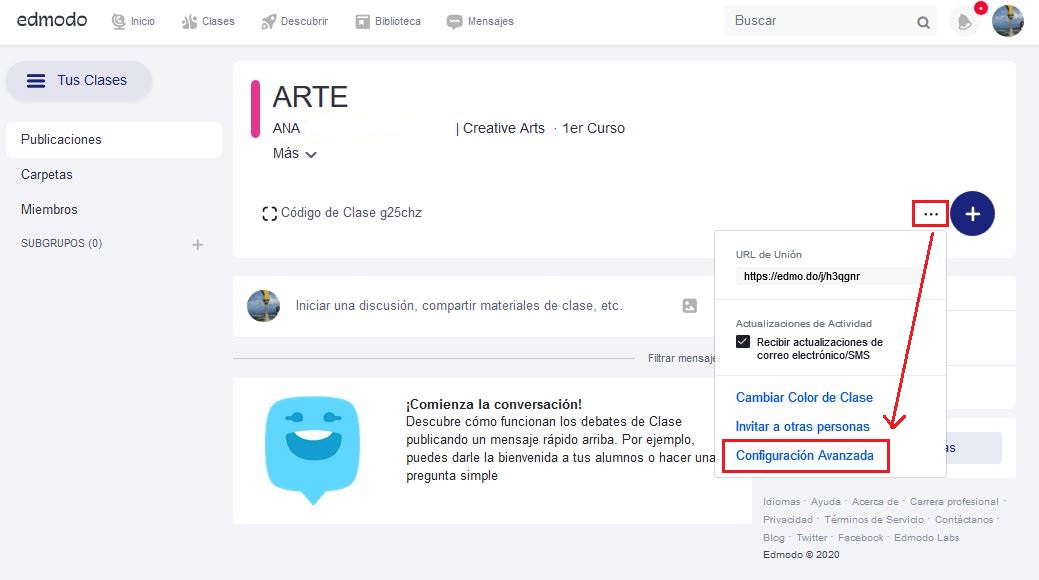 edmodo
Inicio
Clases
Descubrir
Biblioteca
Mensajes
Buscar
Tus Clases
Publicaciones
Carpetas
Miembros
SUBGRUPOS (0)
ARTE
ANA | Creative Arts · 1er Curso
Más
Código de Clase g25chz
URL de Unión
https://edmo.do/j/h3qgnr
Actualizaciones de Actividad
Recibir actualizaciones de
correo electrónico/SMS
Cambiar Color de Clase
Invitar a otras personas
Configuración Avanzada
Iniciar una discusión, compartir materiales de clase, etc.
Filtrar mensaje
¡Comienza la conversación!
Descubre cómo funcionan los debates de Clase
publicando un mensaje rápido arriba. Por ejemplo,
puedes darle la bienvenida a tus alumnos o hacer una
pregunta simple
as
Idiomas · Ayuda · Acerca de · Carrera profesional ·
Privacidad · Términos de Servicio · Contáctanos ·
Blog · Twitter · Facebook · Edmodo Labs
Edmodo © 2020